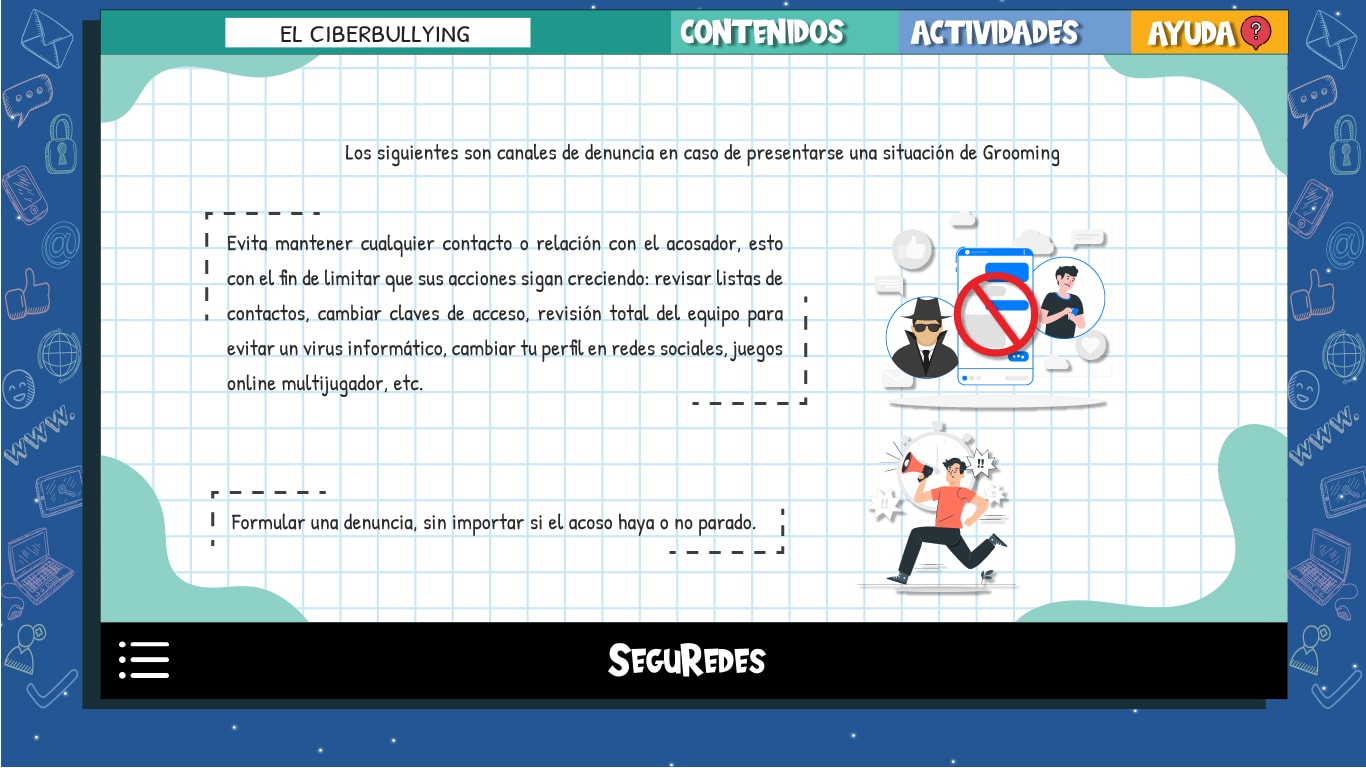 EL CIBERBULLYING
CONTENIDOS
ACTIVIDADES
AYUDA ?
Los siguientes son canales de denuncia en caso de presentarse una situación de Grooming
Evita mantener cualquier contacto o relación con el acosador, esto
con el fin de limitar que sus acciones sigan creciendo: revisar listas de
contactos, cambiar claves de acceso, revisión total del equipo para
evitar un virus informático, cambiar tu perfil en redes sociales, juegos
online multijugador, etc.
!!
!!
!!
Formular una denuncia, sin importar si el acoso haya o no parado.
SEGUREDES
www.
www.
@
@